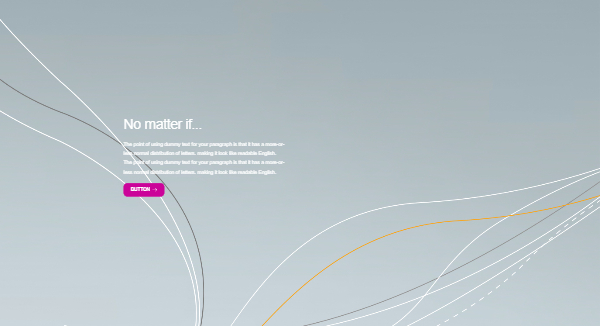 No matter if...
The point of using dummy text for your paragraph is that it has a more-or-
less normal distribution of letters. making it look like readable English.
The point of using dummy text for your paragraph is that it has a more-or-
less normal distribution of letters. making it look like readable English.
BUTTON →